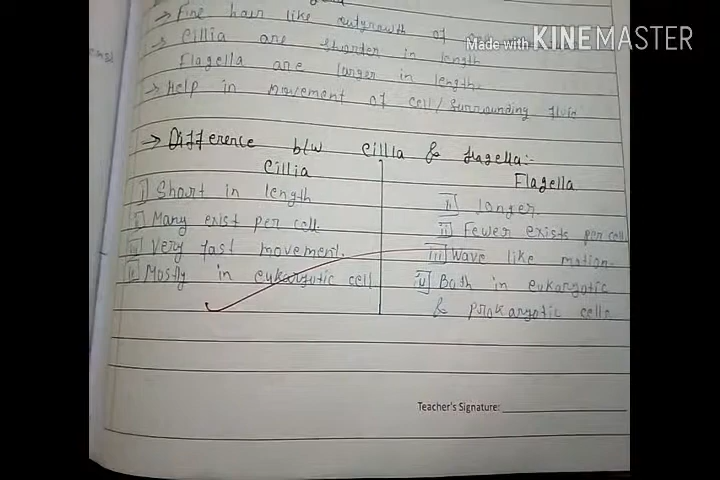 → Fine hair like outgrowth of
Made with KINEMASTER
→ Cillia are shorter in length
Flagella are larger in length.
→ Help in movement of cell/surrounding fluid
→ Difference b/w Cillia & flagella:-
Cillia
i] Short in length
ii] Many exist per cell.
iii] Very fast movement.
iv] Mostly in eukaryotic cell
Flagella
i] longer.
ii] Fewer exists per cell
iii] Wave like motion.
iv] Both in eukaryotic
& prokaryotic cells
Teacher's Signature: